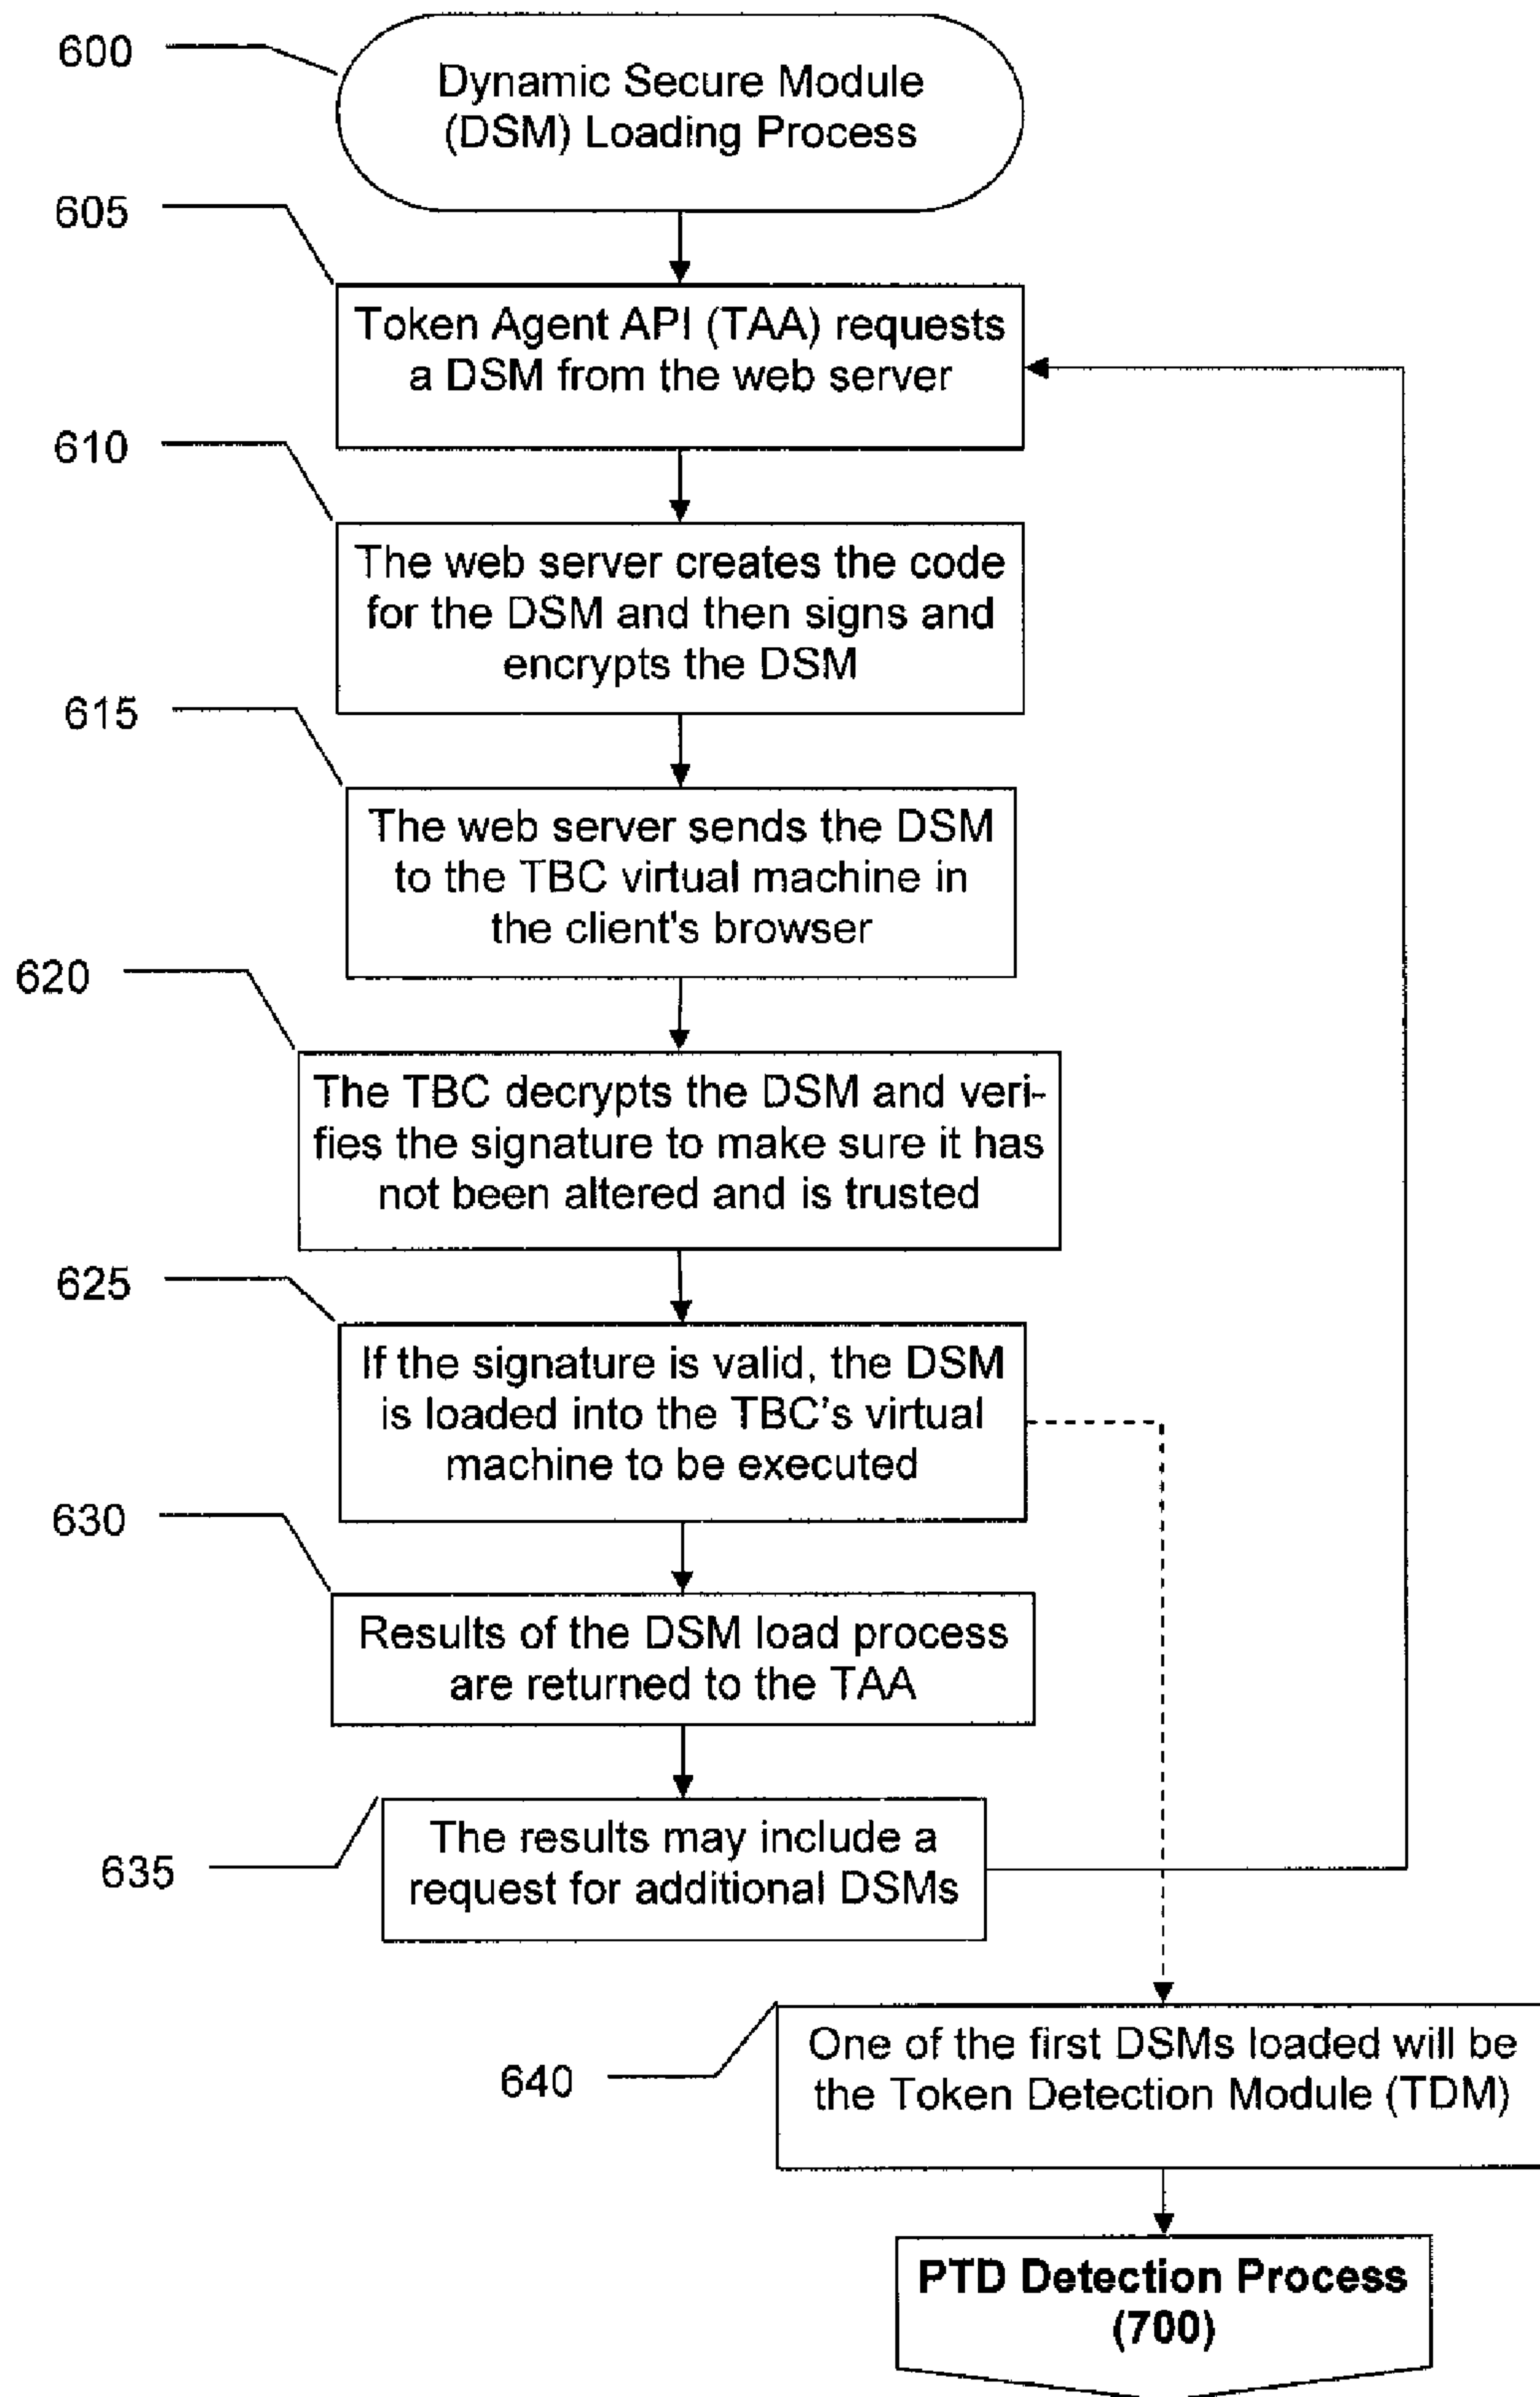 600
Dynamic Secure Module
(DSM) Loading Process
605
Token Agent API (TAA) requests
a DSM from the web server
610
The web server creates the code
for the DSM and then signs and
encrypts the DSM
615
The web server sends the DSM
to the TBC virtual machine in
the client's browser
620
The TBC decrypts the DSM and veri-
fies the signature to make sure it has
not been altered and is trusted
625
If the signature is valid, the DSM
is loaded into the TBC's virtual
machine to be executed
630
Results of the DSM load process
are returned to the TAA
635
The results may include a
request for additional DSMs
640
One of the first DSMs loaded will be
the Token Detection Module (TDM)
PTD Detection Process
(700)